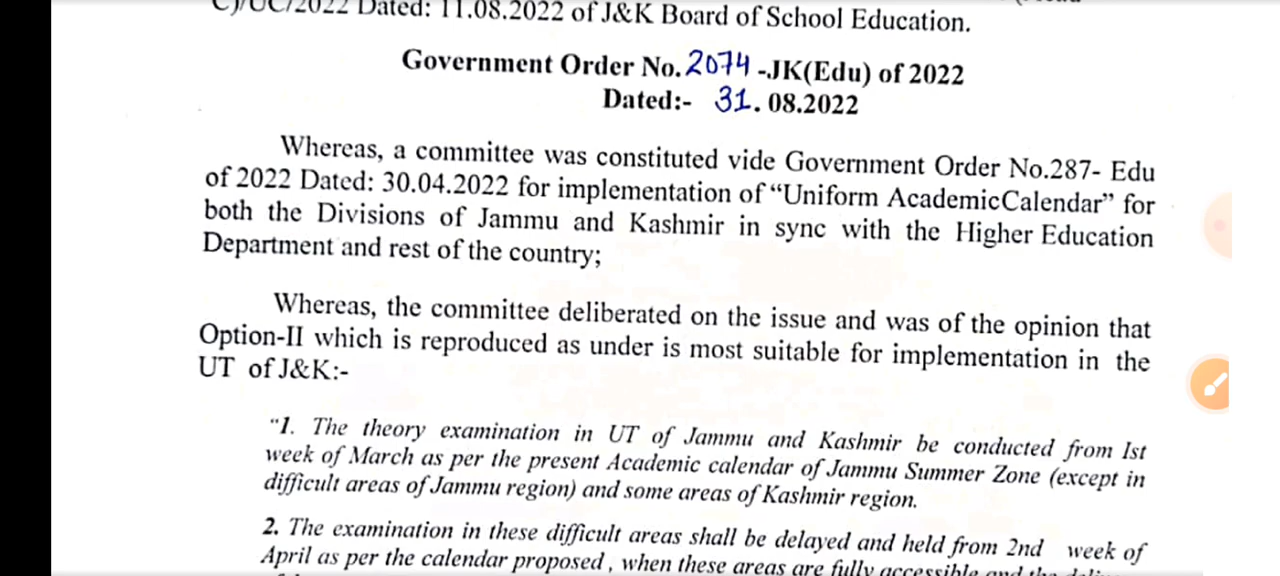 C)/UC/2022 Dated: 11.08.2022 of J&K Board of School Education.
Government Order No. 2074 -JK(Edu) of 2022
Dated:- 31. 08.2022
Whereas, a committee was constituted vide Government Order No.287- Edu
of 2022 Dated: 30.04.2022 for implementation of “Uniform AcademicCalendar” for
both the Divisions of Jammu and Kashmir in sync with the Higher Education
Department and rest of the country;
Whereas, the committee deliberated on the issue and was of the opinion that
Option-II which is reproduced as under is most suitable for implementation in the
UT of J&K:-
“1. The theory examination in UT of Jammu and Kashmir be conducted from Ist
week of March as per the present Academic calendar of Jammu Summer Zone (except in
difficult areas of Jammu region) and some areas of Kashmir region.
2. The examination in these difficult areas shall be delayed and held from 2nd week of
April as per the calendar proposed, when these areas are fully accessible and the